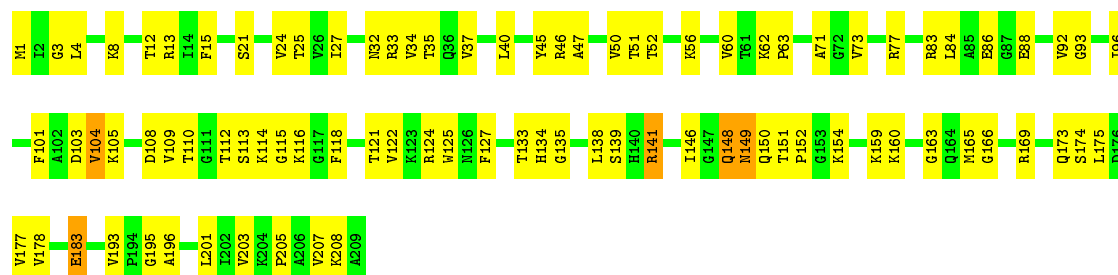 M1 I2 G3 L4 K8 T12 R13 I14 F15 S21 V24 T25 V26 I27 N32 R33 V34 T35 Q36 V37 L40 Y45 R46 A47 V50 T51 T52 K56 V60 T61 K62 P63 A71 G72 V73 R77 R83 L84 A85 E86 G87 E88 V92 G93 I96
F101 A102 D103 V104 K105 D108 V109 T110 G111 T112 S113 K114 G115 K116 G117 F118 T121 V122 K123 R124 W125 N126 F127 T133 H134 G135 L138 S139 H140 R141 I146 G147 Q148 N149 Q150 T151 P152 G153 K154 K159 K160 G163 Q164 M165 G166 R169 Q173 S174 L175
V177 V178 E183 V193 P194 G195 A196 L201 I202 V203 K204 P205 A206 V207 K208 A209